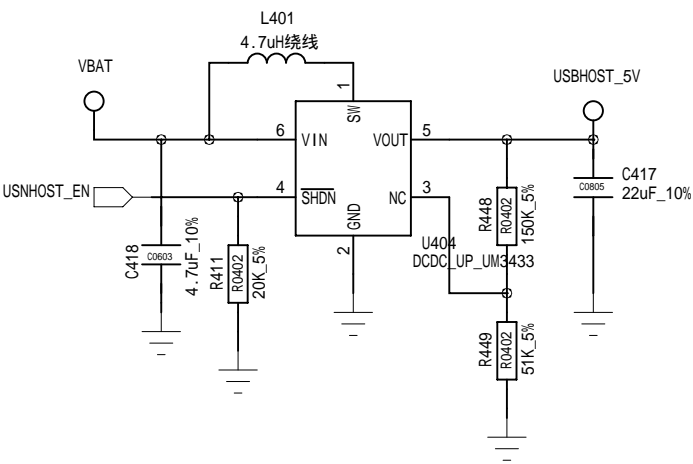 L401
4.7uH绕线
VBAT
USBHOST_5V
1
SW
6
VIN
VOUT
5
USNHOST_EN
4
SHDN
NC
3
GND
2
U404
DCDC_UP_UM3433
C417
C0805
22uF_10%
R448
R0402
150K_5%
C418
C0603
4.7uF_10%
R411
R0402
20K_5%
R449
R0402
51K_5%